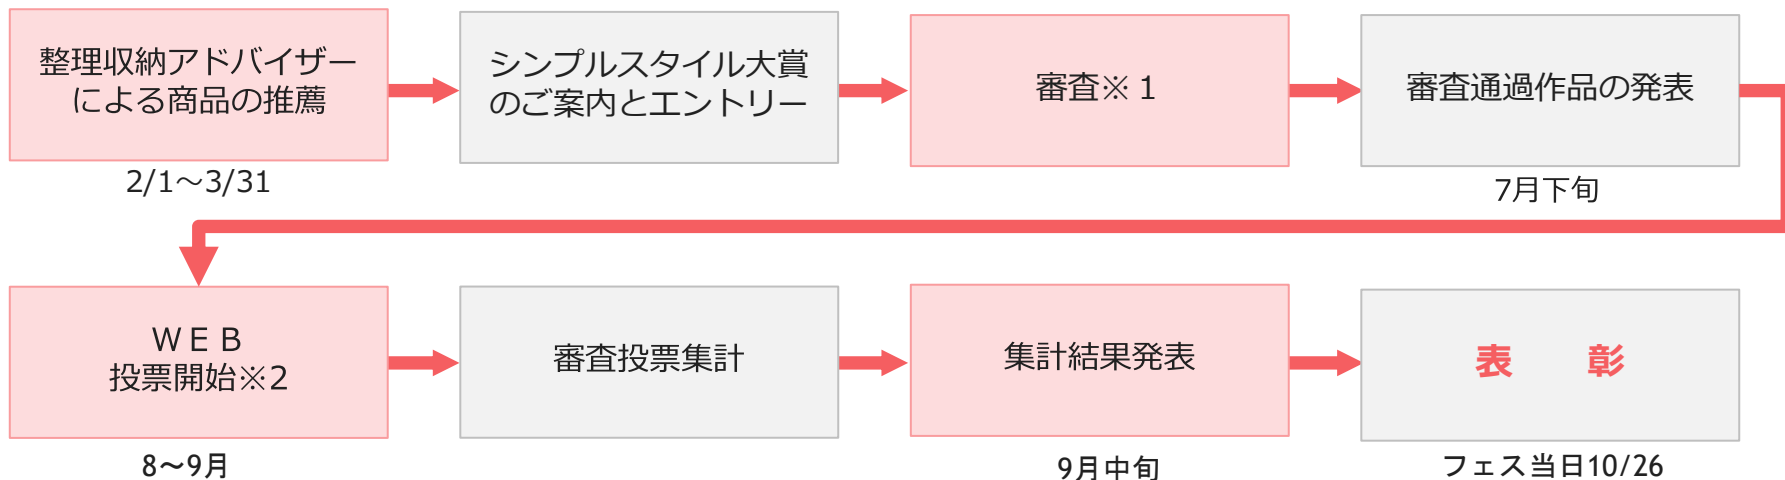 整理収納アドバイザー
による商品の推薦
シンプルスタイル大賞
のご案内とエントリー
審査※１
審査通過作品の発表
2/1～3/31
7月下旬
ＷＥＢ
投票開始※2
審査投票集計
集計結果発表
表　彰
8～9月
9月中旬
フェス当日10/26